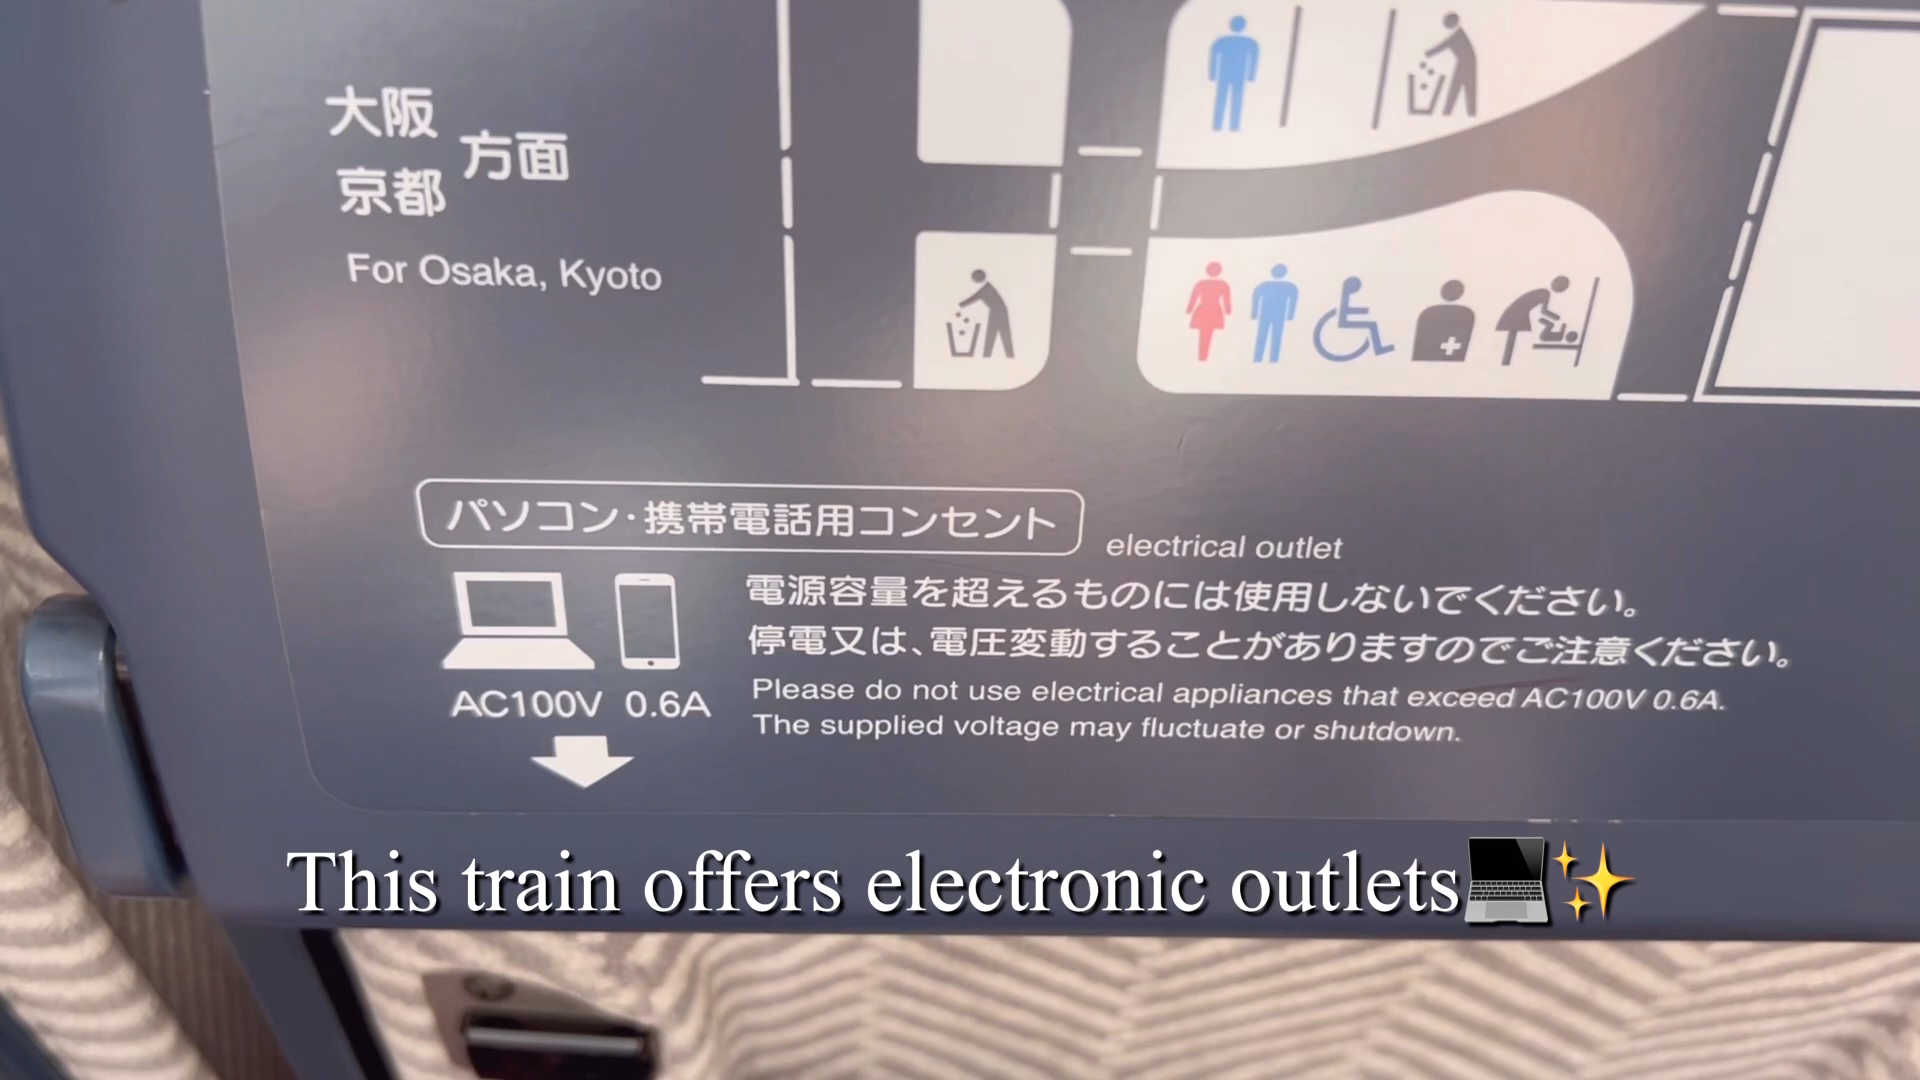 大阪
京都
方面
For Osaka, Kyoto
パソコン・携帯電話用コンセント
electrical outlet
電源容量を超えるものには使用しないでください。
停電又は、電圧変動することがありますのでご注意ください。
AC100V 0.6A
Please do not use electrical appliances that exceed AC100V 0.6A.
The supplied voltage may fluctuate or shutdown.
This train offers electronic outlets💻✨